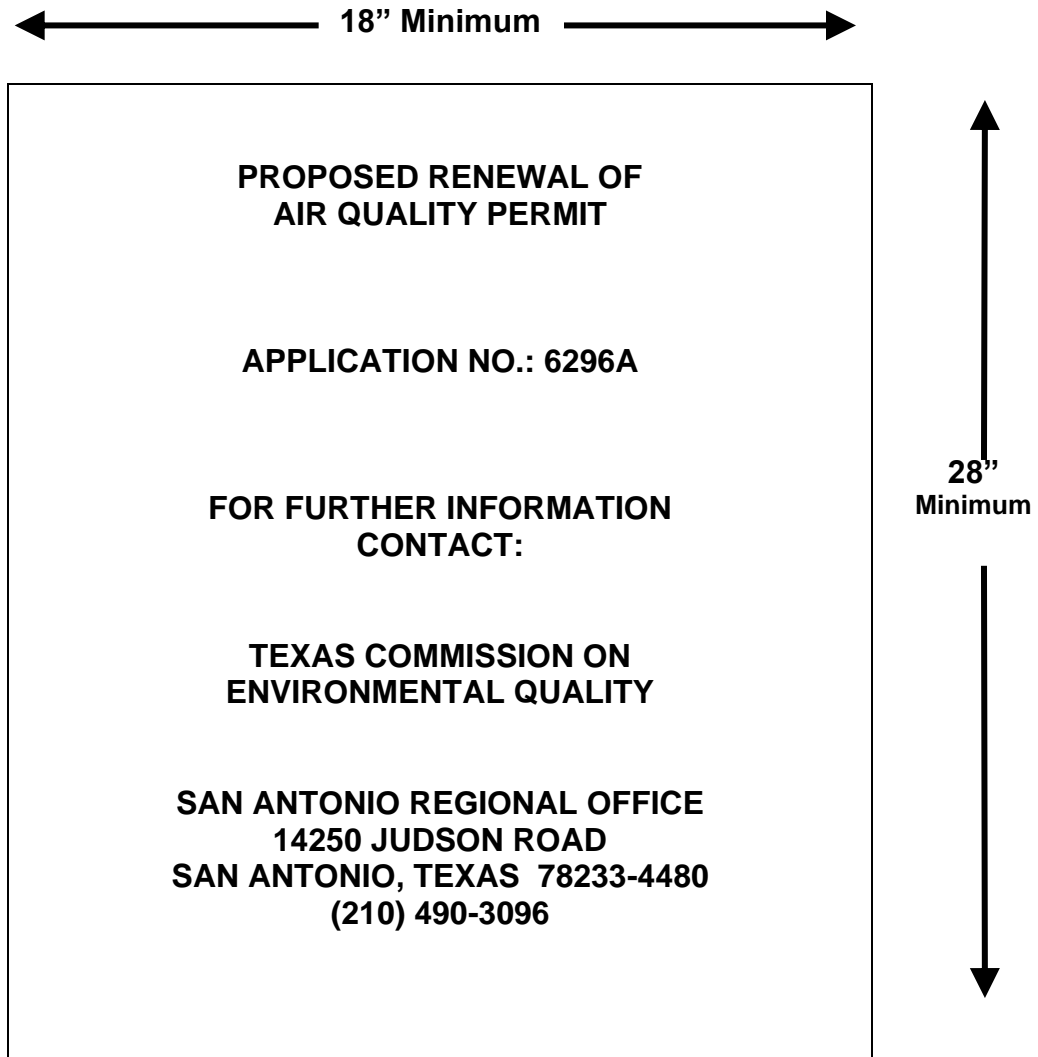 18” Minimum
PROPOSED RENEWAL OF
AIR QUALITY PERMIT
APPLICATION NO.: 6296A
FOR FURTHER INFORMATION
CONTACT:
TEXAS COMMISSION ON
ENVIRONMENTAL QUALITY
SAN ANTONIO REGIONAL OFFICE
14250 JUDSON ROAD
SAN ANTONIO, TEXAS  78233-4480
(210) 490-3096
28”
Minimum